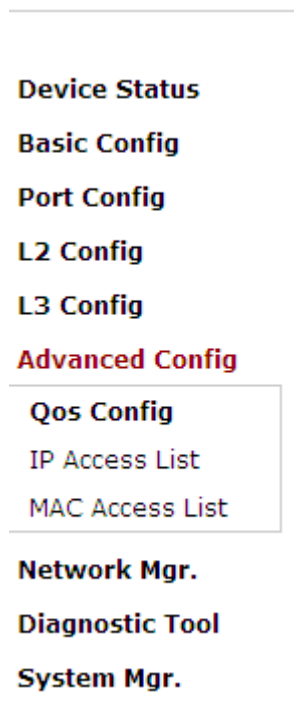 Device Status
Basic Config
Port Config
L2 Config
L3 Config
Advanced Config
Qos Config
IP Access List
MAC Access List
Network Mgr.
Diagnostic Tool
System Mgr.